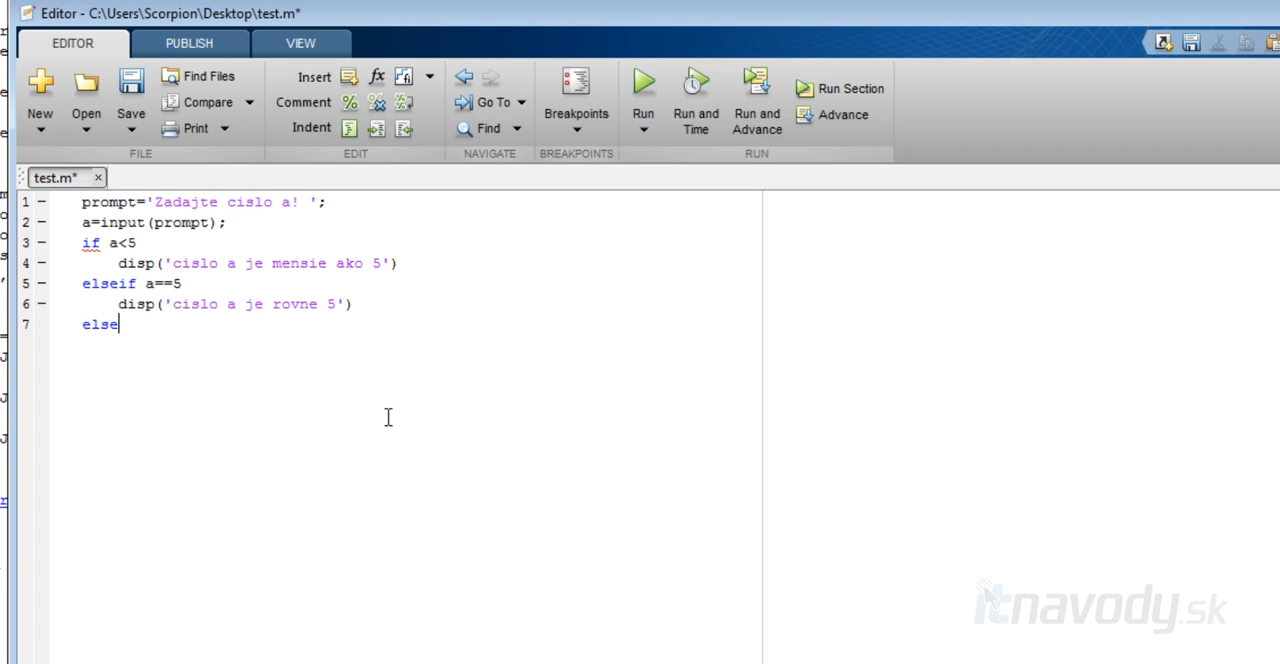 Editor - C:\Users\Scorpion\Desktop\test.m*
EDITOR PUBLISH VIEW
New Open Save Find Files Compare Print
FILE
Insert fx
Comment
Indent
EDIT
Go To
Find
NAVIGATE
Breakpoints
BREAKPOINTS
Run Run and Time Run and Advance Run Section Advance
RUN
test.m* ×
1 - prompt='Zadajte cislo a! ';
2 - a=input(prompt);
3 - if a<5
4 - disp('cislo a je mensie ako 5')
5 - elseif a==5
6 - disp('cislo a je rovne 5')
7 else
itnavody.sk